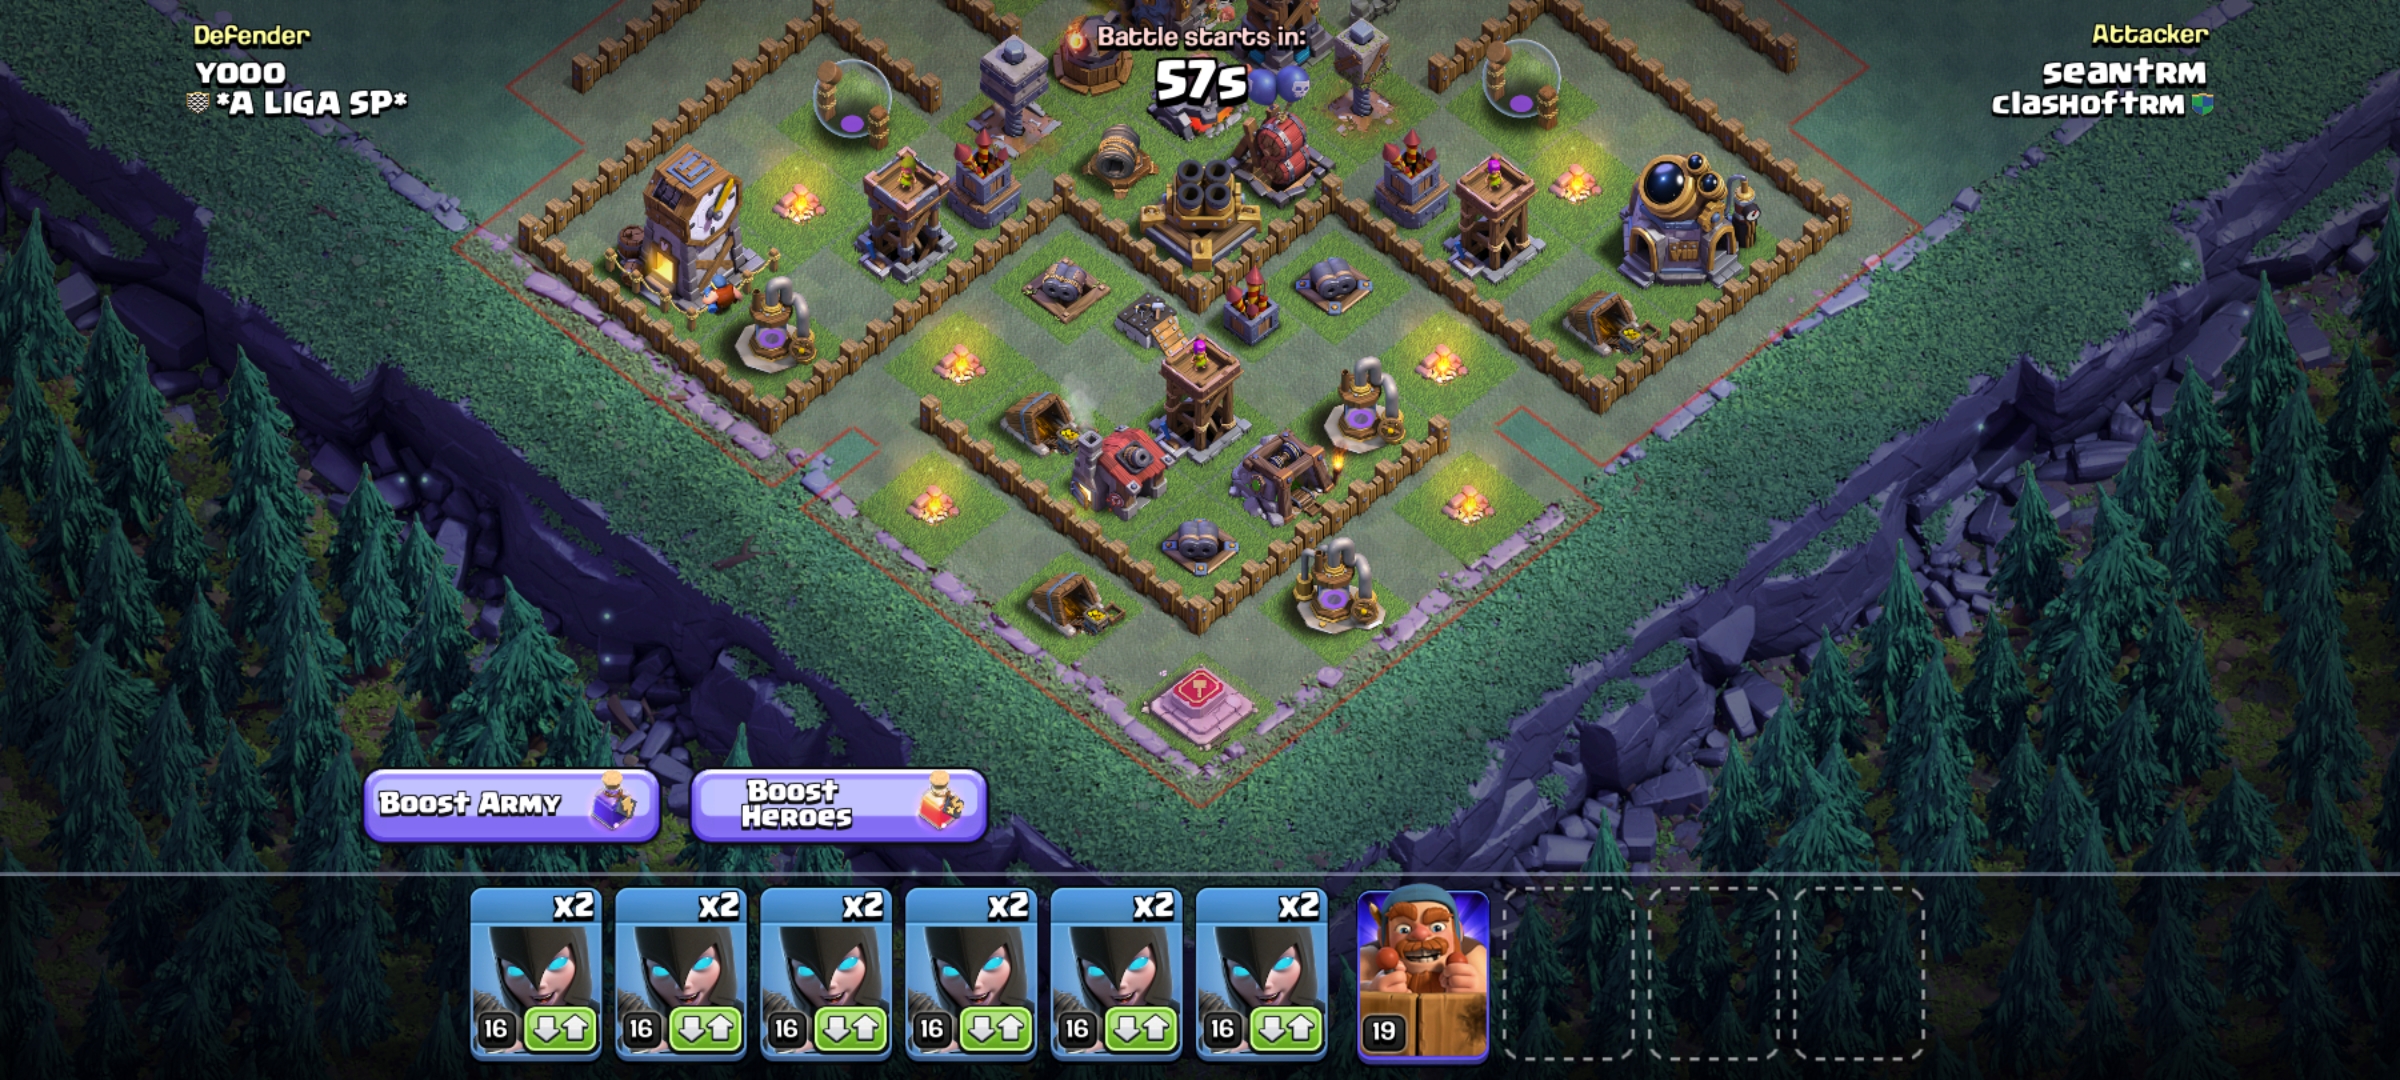 Defender
YOOO
*A LIGA SP*
Battle starts in:
57s
Attacker
seantRM
clashoftRM
VIII
Boost Army
Boost
Heroes
x2
x2
x2
x2
x2
x2
16
16
16
16
16
16
19